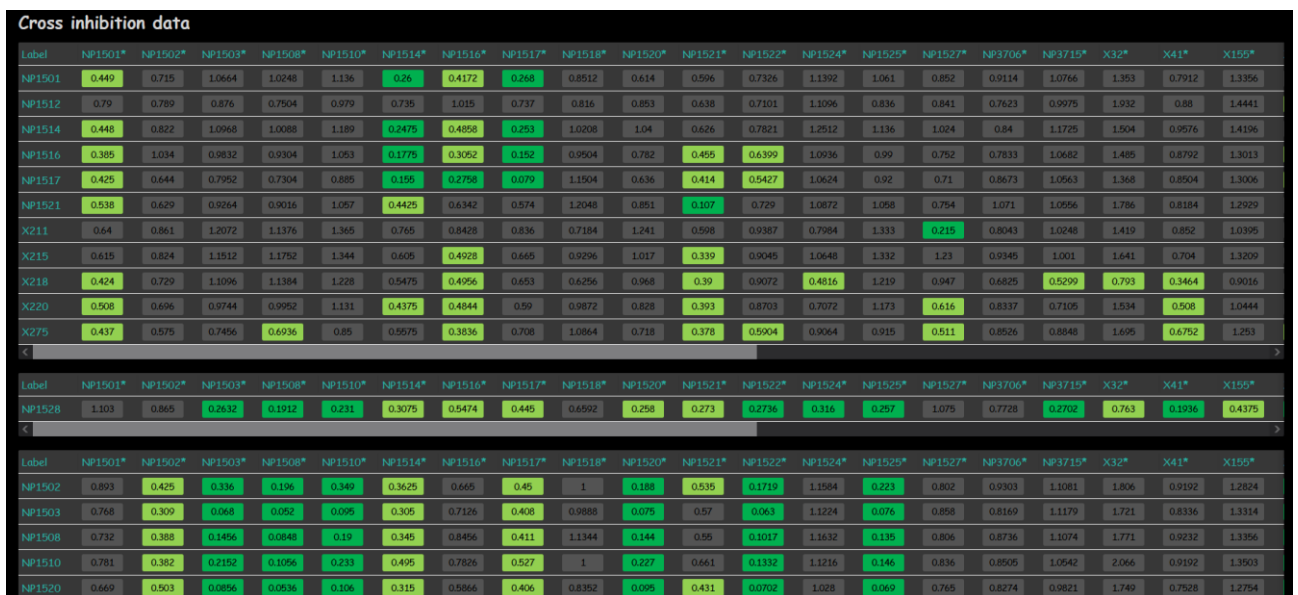 Cross inhibition data
Label NP1501* NP1502* NP1503* NP1508* NP1510* NP1514* NP1516* NP1517* NP1518* NP1520* NP1521* NP1522* NP1524* NP1525* NP1527* NP3706* NP3715* X32* X41* X155*
NP1501 0.449 0.715 1.0664 1.0248 1.136 0.26 0.4172 0.268 0.8512 0.614 0.596 0.7326 1.1392 1.061 0.852 0.9114 1.0766 1.353 0.7912 1.3356
NP1512 0.79 0.789 0.876 0.7504 0.979 0.735 1.015 0.737 0.816 0.853 0.638 0.7101 1.1096 0.836 0.841 0.7623 0.9975 1.932 0.88 1.4441
NP1514 0.448 0.822 1.0968 1.0088 1.189 0.2475 0.4858 0.253 1.0208 1.04 0.626 0.7821 1.2512 1.136 1.024 0.84 1.1725 1.504 0.9576 1.4196
NP1516 0.385 1.034 0.9832 0.9304 1.053 0.1775 0.3052 0.152 0.9504 0.782 0.455 0.6399 1.0936 0.99 0.752 0.7833 1.0682 1.485 0.8792 1.3013
NP1517 0.425 0.644 0.7952 0.7304 0.885 0.155 0.2758 0.079 1.1504 0.636 0.414 0.5427 1.0624 0.92 0.71 0.8673 1.0563 1.368 0.8504 1.3006
NP1521 0.538 0.629 0.9264 0.9016 1.057 0.4425 0.6342 0.574 1.2048 0.851 0.107 0.729 1.0872 1.058 0.754 1.071 1.0556 1.786 0.8184 1.2929
X211 0.64 0.861 1.2072 1.1376 1.365 0.765 0.8428 0.836 0.7184 1.241 0.598 0.9387 0.7984 1.333 0.215 0.8043 1.0248 1.419 0.852 1.0395
X215 0.615 0.824 1.1512 1.1752 1.344 0.605 0.4928 0.665 0.9296 1.017 0.339 0.9045 1.0648 1.332 1.23 0.9345 1.001 1.641 0.704 1.3209
X218 0.424 0.729 1.1096 1.1384 1.228 0.5475 0.4956 0.653 0.6256 0.968 0.39 0.9072 0.4816 1.219 0.947 0.6825 0.5299 0.793 0.3464 0.9016
X220 0.508 0.696 0.9744 0.9952 1.131 0.4375 0.4844 0.59 0.9872 0.828 0.393 0.8703 0.7072 1.173 0.616 0.8337 0.7105 1.534 0.508 1.0444
X275 0.437 0.575 0.7456 0.6936 0.85 0.5575 0.3836 0.708 1.0864 0.718 0.378 0.5904 0.9064 0.915 0.511 0.8526 0.8848 1.695 0.6752 1.253
Label NP1501* NP1502* NP1503* NP1508* NP1510* NP1514* NP1516* NP1517* NP1518* NP1520* NP1521* NP1522* NP1524* NP1525* NP1527* NP3706* NP3715* X32* X41* X155*
NP1528 1.103 0.865 0.2632 0.1912 0.231 0.3075 0.5474 0.445 0.6592 0.258 0.273 0.2736 0.316 0.257 1.075 0.7728 0.2702 0.763 0.1936 0.4375
Label NP1501* NP1502* NP1503* NP1508* NP1510* NP1514* NP1516* NP1517* NP1518* NP1520* NP1521* NP1522* NP1524* NP1525* NP1527* NP3706* NP3715* X32* X41* X155*
NP1502 0.893 0.425 0.336 0.196 0.349 0.3625 0.665 0.45 1 0.188 0.535 0.1719 1.1584 0.223 0.802 0.9303 1.1081 1.806 0.9192 1.2824
NP1503 0.768 0.309 0.068 0.052 0.095 0.305 0.7126 0.408 0.9888 0.075 0.57 0.063 1.1224 0.076 0.858 0.8169 1.1179 1.721 0.8336 1.3314
NP1508 0.732 0.388 0.1456 0.0848 0.19 0.345 0.8456 0.411 1.1344 0.144 0.55 0.1017 1.1632 0.135 0.806 0.8736 1.1074 1.771 0.9232 1.3356
NP1510 0.781 0.382 0.2152 0.1056 0.233 0.495 0.7826 0.527 1 0.227 0.661 0.1332 1.1216 0.146 0.836 0.8505 1.0542 2.066 0.9192 1.3503
NP1520 0.669 0.503 0.0856 0.0536 0.106 0.315 0.5866 0.406 0.8352 0.095 0.431 0.0702 1.028 0.069 0.765 0.8274 0.9821 1.749 0.7528 1.2754